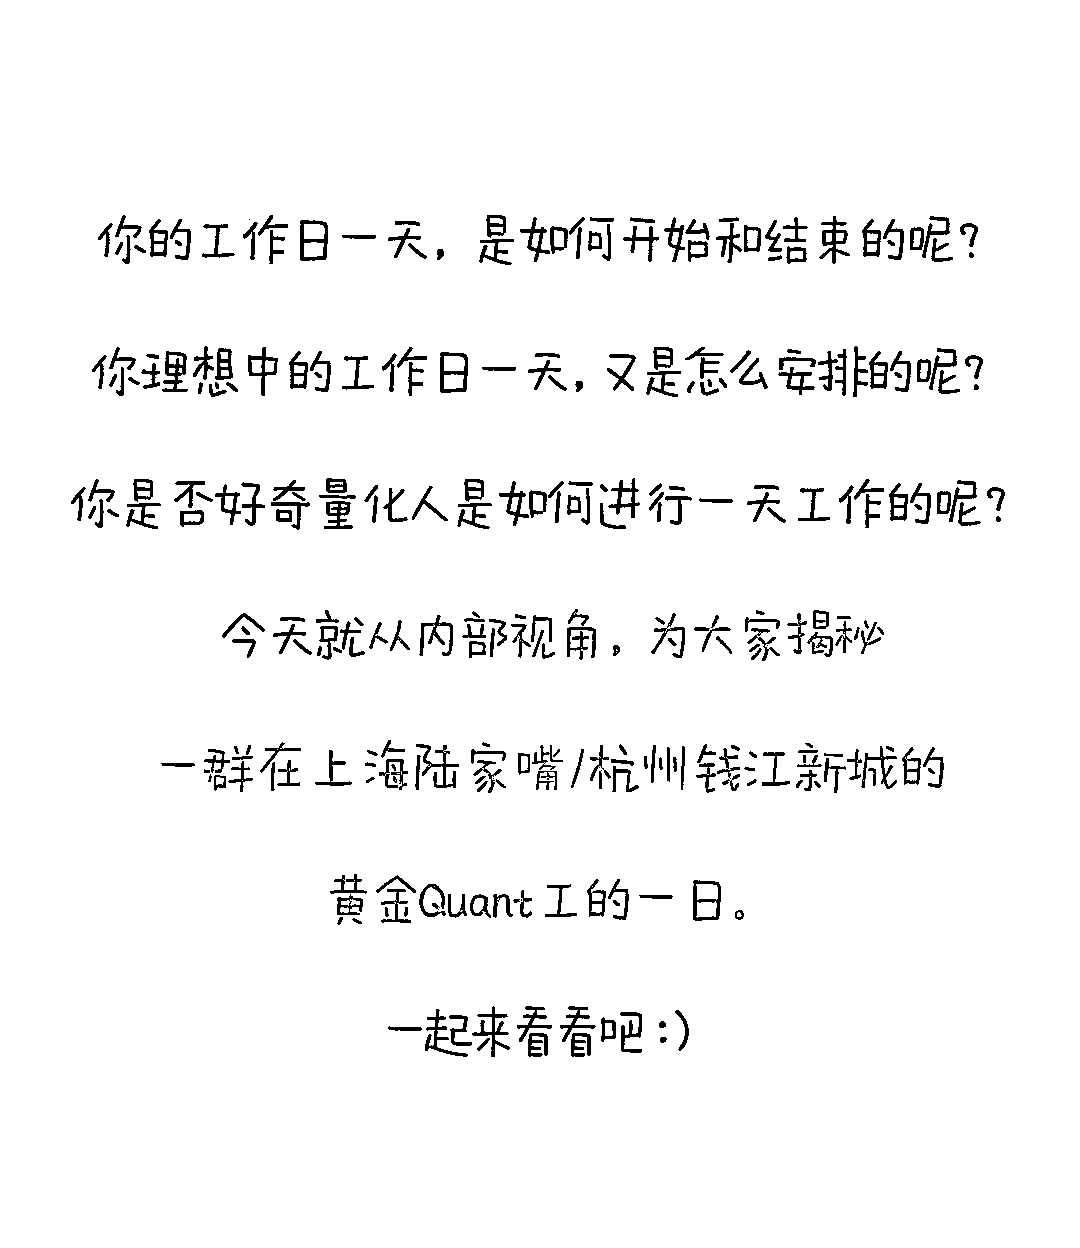 你的工作日一天，是如何开始和结束的呢?
你理想中的工作日一天，又是怎么安排的呢?
你是否好奇量化人是如何进行一天工作的呢?
今天就从内部视角，为大家揭秘
一群在上海陆家嘴/杭州钱江新城的
黄金Quant工的一日。
一起来看看吧:)